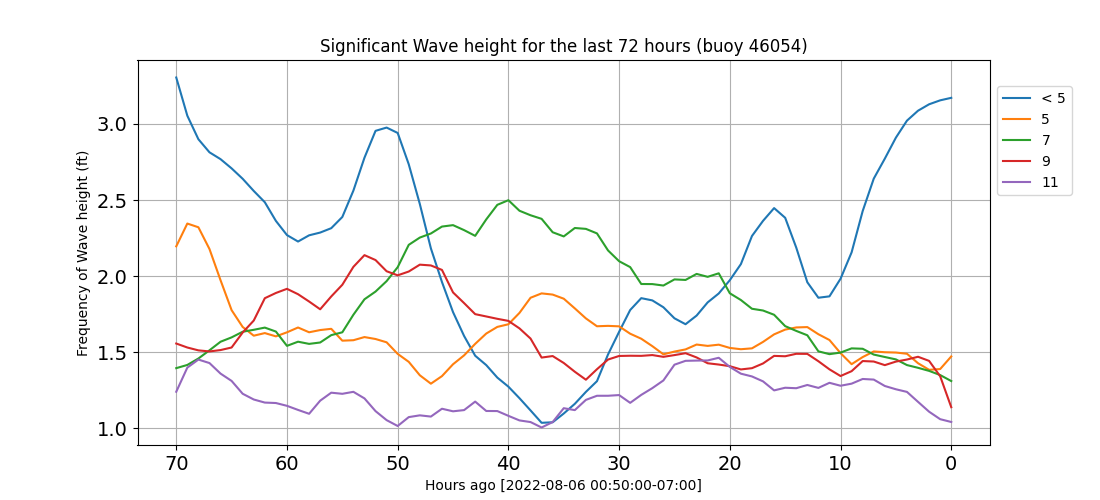 Significant Wave height for the last 72 hours (buoy 46054)
Frequency of Wave height (ft)
3.0
2.5
2.0
1.5
1.0
70 60 50 40 30 20 10 0
Hours ago [2022-08-06 00:50:00-07:00]
< 5
5
7
9
11